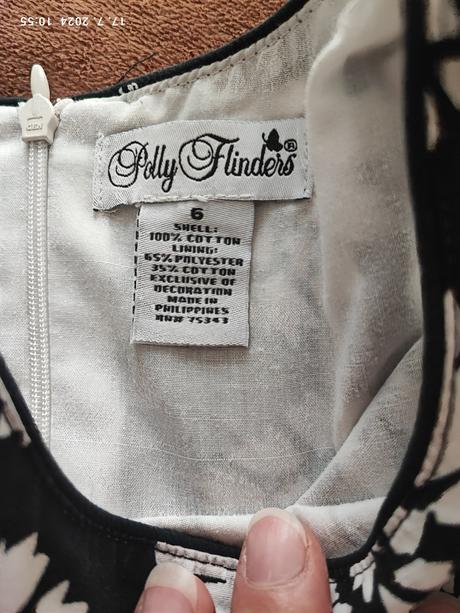 17. 7 2024 10:55
Polly Flinders®
6
SHELL:
100% COTTON
LINING:
65% POLYESTER
35% COTTON
EXCLUSIVE OF
DECORATION
MADE IN
PHILIPPINES
RN# 75343